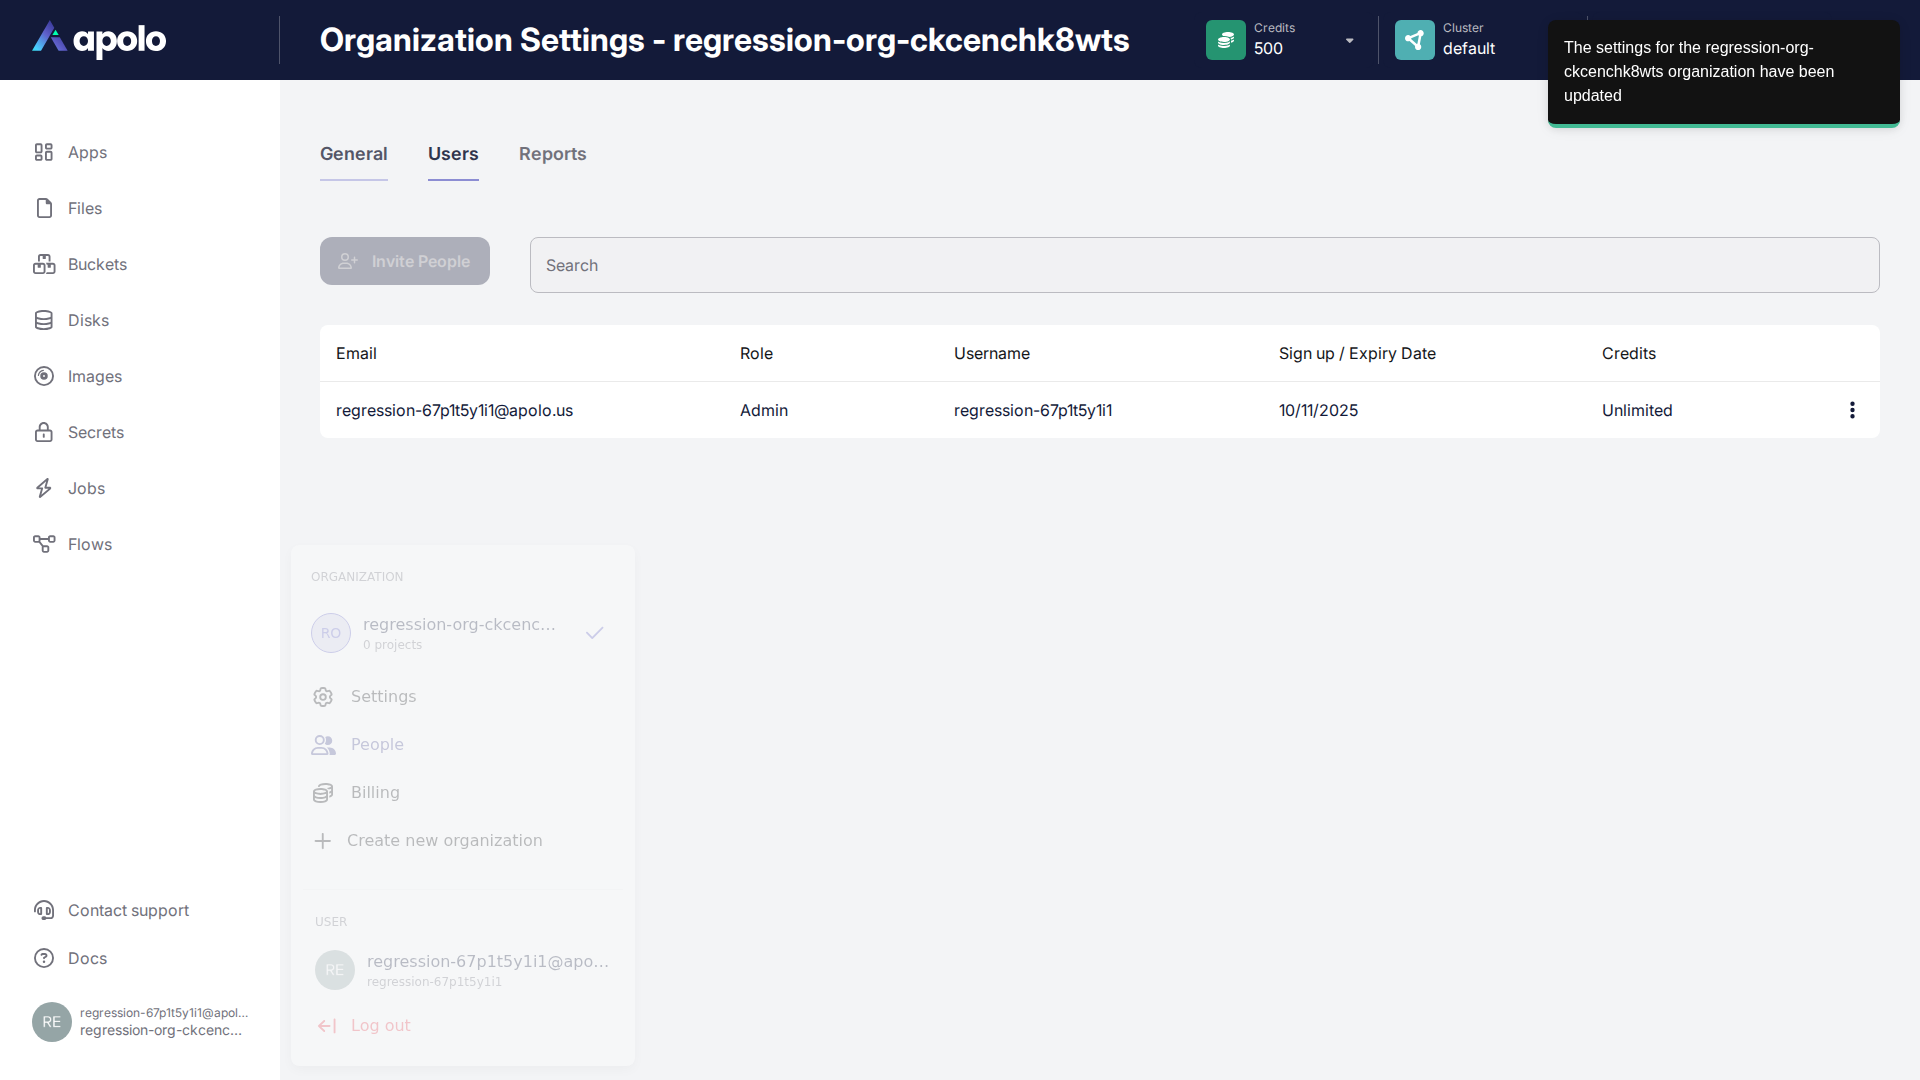 apolo
Organization Settings - regression-org-ckcenchk8wts
Credits
500
Cluster
default
The settings for the regression-org-
ckcenchk8wts organization have been
updated
Apps
Files
Buckets
Disks
Images
Secrets
Jobs
Flows
Contact support
Docs
RE
regression-67p1t5y1i1@apol...
regression-org-ckcenc...
General
Users
Reports
Invite People
Search
Email
Role
Username
Sign up / Expiry Date
Credits
regression-67p1t5y1i1@apolo.us
Admin
regression-67p1t5y1i1
10/11/2025
Unlimited
ORGANIZATION
RO
regression-org-ckcenc...
0 projects
Settings
People
Billing
Create new organization
USER
RE
regression-67p1t5y1i1@apo...
regression-67p1t5y1i1
Log out